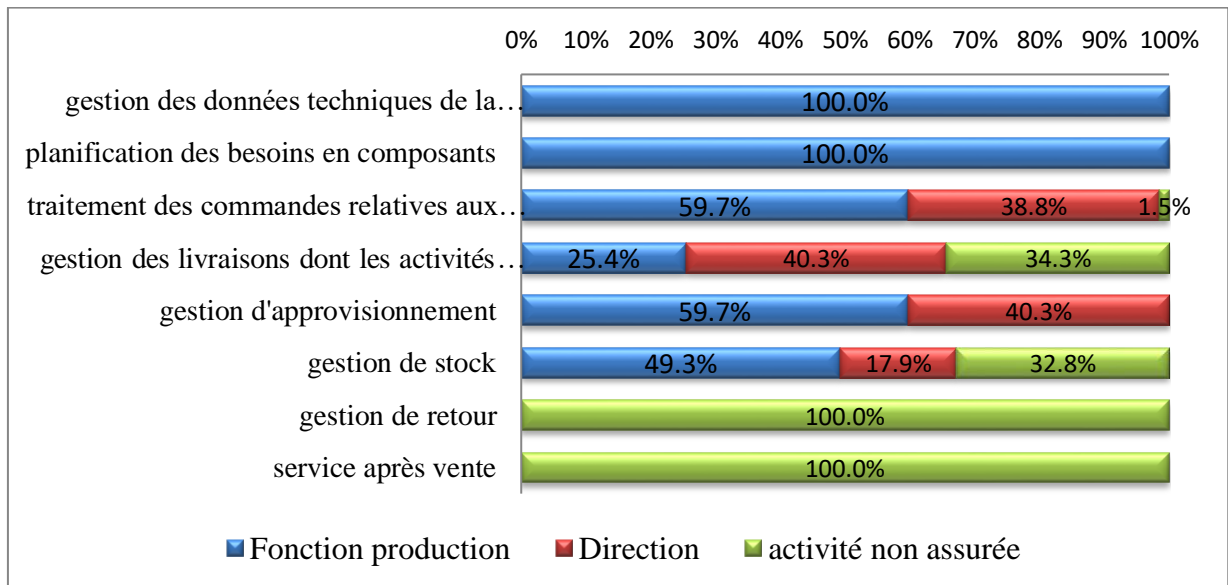 0% 10% 20% 30% 40% 50% 60% 70% 80% 90% 100%
gestion des données techniques de la… 100.0%
planification des besoins en composants 100.0%
traitement des commandes relatives aux… 59.7% 38.8% 1.5%
gestion des livraisons dont les activités… 25.4% 40.3% 34.3%
gestion d'approvisionnement 59.7% 40.3%
gestion de stock 49.3% 17.9% 32.8%
gestion de retour 100.0%
service après vente 100.0%
Fonction production Direction activité non assurée